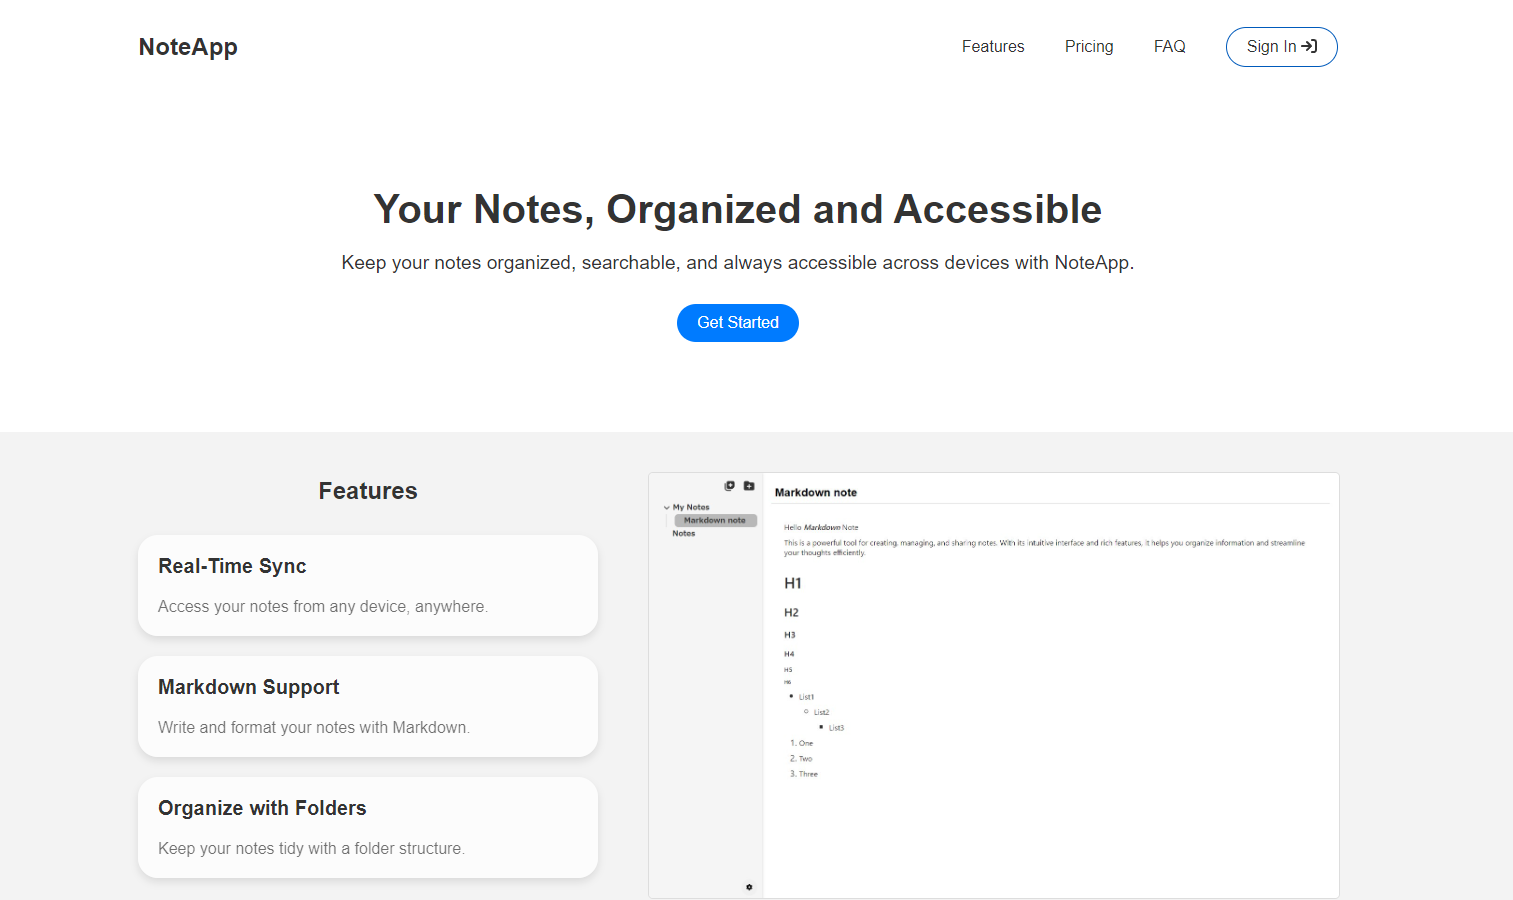 NoteApp
Features
Pricing
FAQ
Sign In
Your Notes, Organized and Accessible
Keep your notes organized, searchable, and always accessible across devices with NoteApp.
Get Started
Features
Real-Time Sync
Access your notes from any device, anywhere.
Markdown Support
Write and format your notes with Markdown.
Organize with Folders
Keep your notes tidy with a folder structure.
My Notes
Markdown note
Notes
Markdown note
Hello Markdown Note
This is a powerful tool for creating, managing, and sharing notes. With its intuitive interface and rich features, it helps you organize information and streamline
your thoughts efficiently.
H1
H2
H3
H4
H5
H6
List1
List2
List3
1. One
2. Two
3. Three